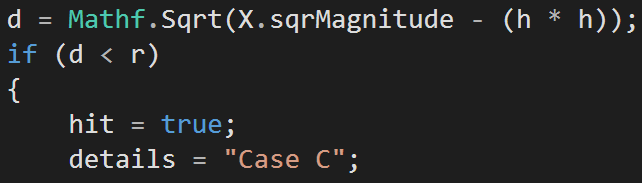 d = Mathf.Sqrt(X.sqrMagnitude - (h * h));
if (d < r)
{
    hit = true;
    details = "Case C";